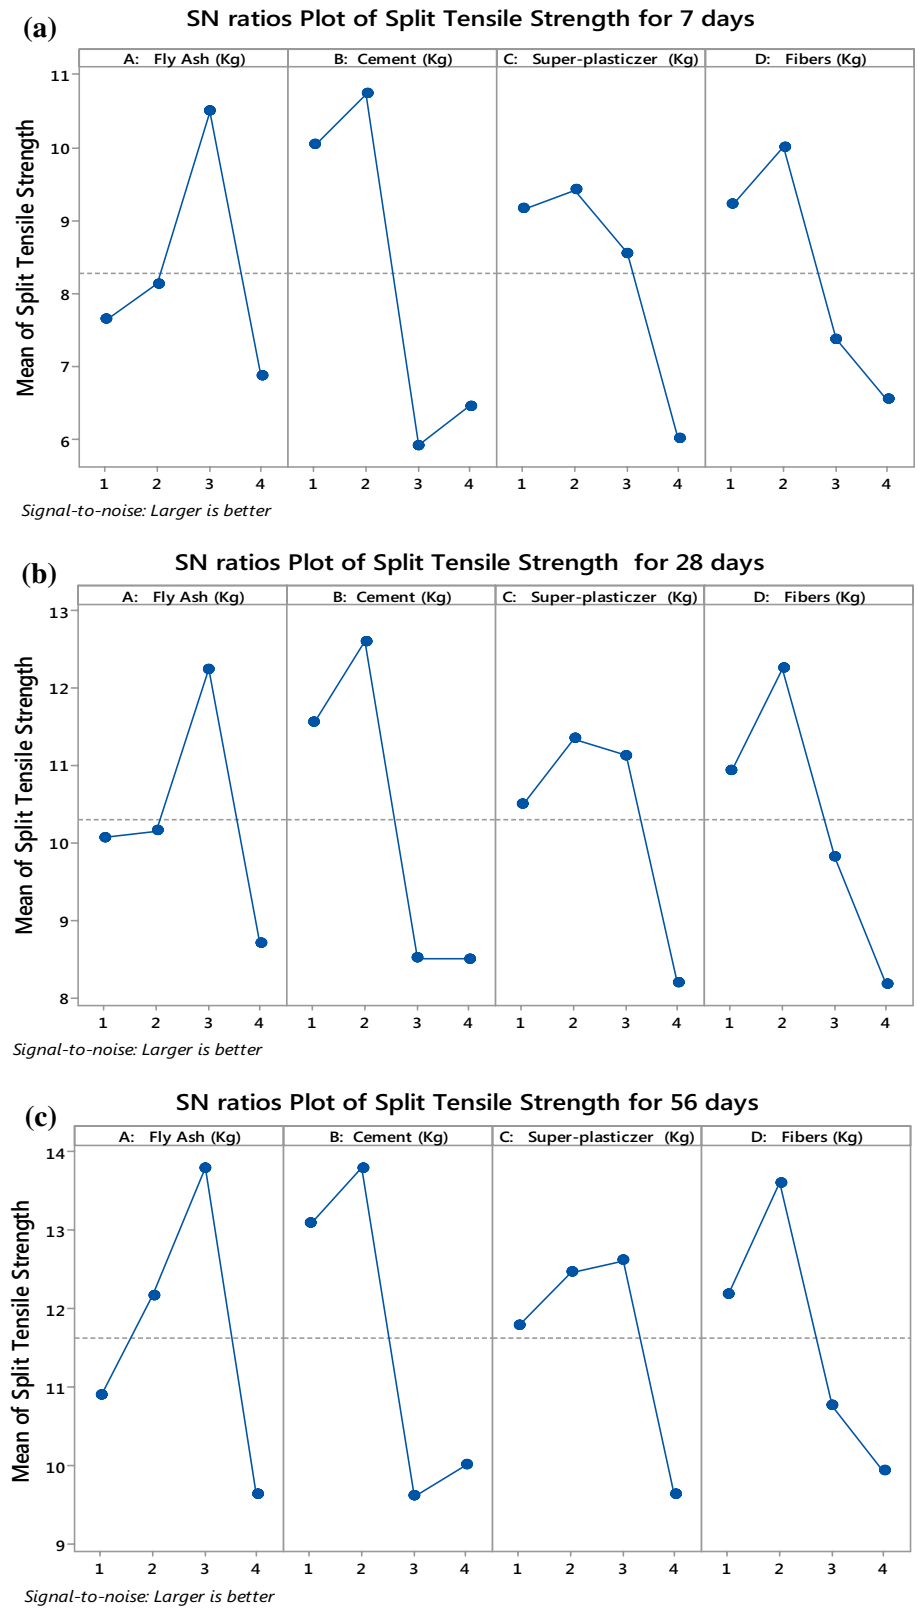 (a)
SN ratios Plot of Split Tensile Strength for 7 days
A: Fly Ash (Kg) B: Cement (Kg) C: Super-plasticzer (Kg) D: Fibers (Kg)
Mean of Split Tensile Strength
11
10
9
8
7
6
1 2 3 4 1 2 3 4 1 2 3 4 1 2 3 4
Signal-to-noise: Larger is better
(b)
SN ratios Plot of Split Tensile Strength for 28 days
A: Fly Ash (Kg) B: Cement (Kg) C: Super-plasticzer (Kg) D: Fibers (Kg)
Mean of Split Tensile Strength
13
12
11
10
9
8
1 2 3 4 1 2 3 4 1 2 3 4 1 2 3 4
Signal-to-noise: Larger is better
(c)
SN ratios Plot of Split Tensile Strength for 56 days
A: Fly Ash (Kg) B: Cement (Kg) C: Super-plasticzer (Kg) D: Fibers (Kg)
Mean of Split Tensile Strength
14
13
12
11
10
9
1 2 3 4 1 2 3 4 1 2 3 4 1 2 3 4
Signal-to-noise: Larger is better